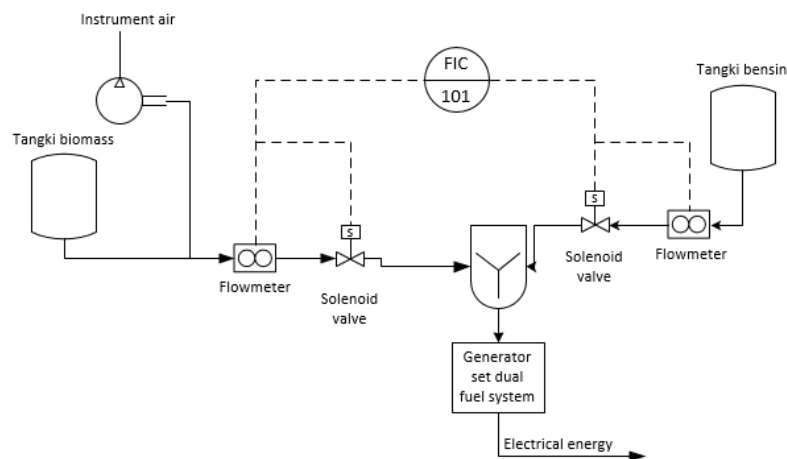 Instrument air
FIC
101
Tangki bensin
Tangki biomass
S
S
Flowmeter
Solenoid
valve
Solenoid
valve
Flowmeter
Generator
set dual
fuel system
Electrical energy